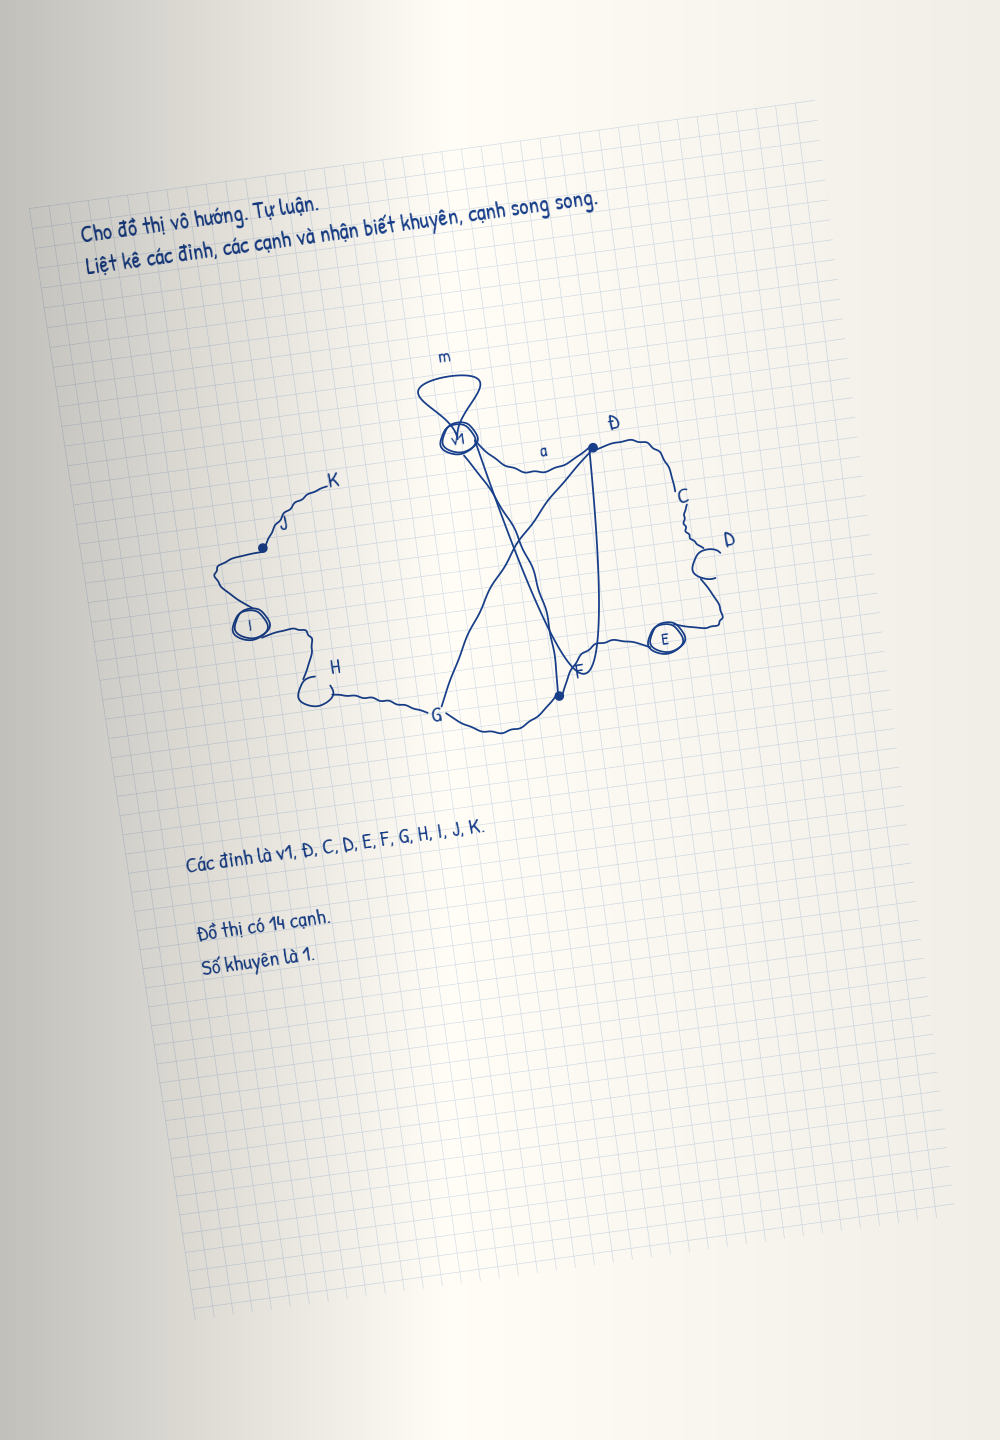 Cho đồ thị vô hướng. Tự luận.
Liệt kê các đỉnh, các cạnh và nhận biết khuyên, cạnh song song.
m
v1
a
Đ
K
J
C
D
I
E
H
F
G
Các đỉnh là v1, Đ, C, D, E, F, G, H, I, J, K.
Đồ thị có 14 cạnh.
Số khuyên là 1.